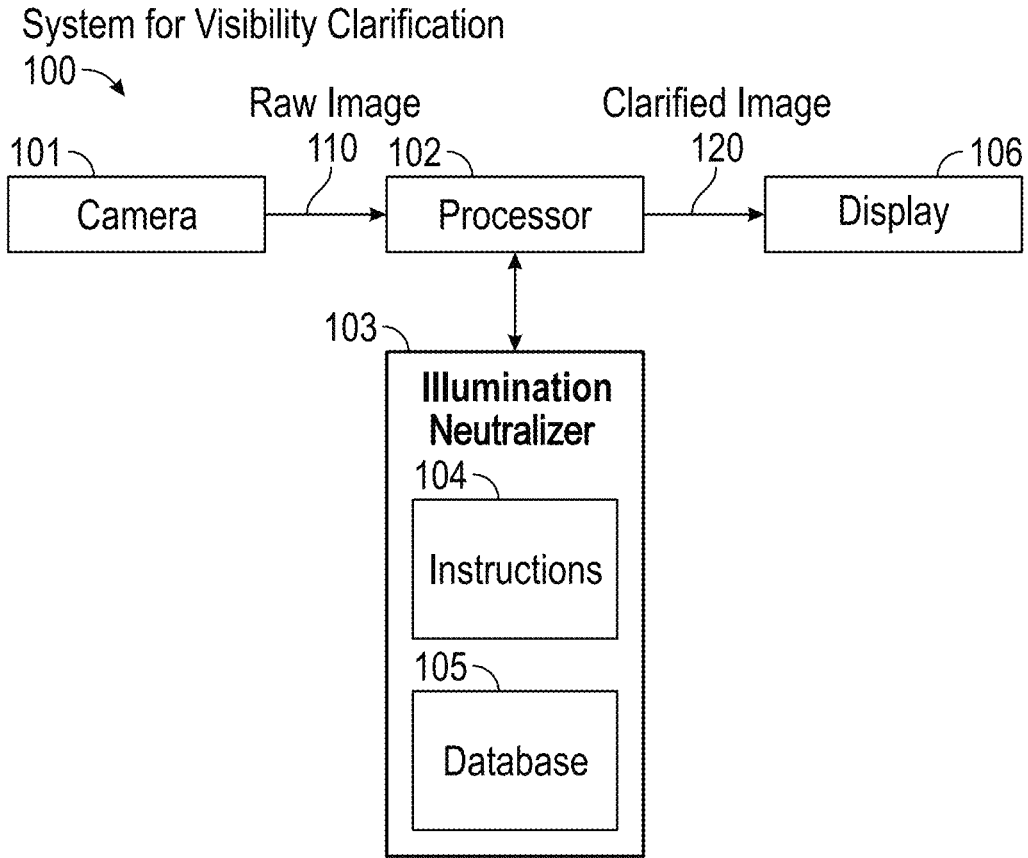 System for Visibility Clarification
100
Raw Image
Clarified Image
101
110
102
120
106
Camera
Processor
Display
103
Illumination
Neutralizer
104
Instructions
105
Database